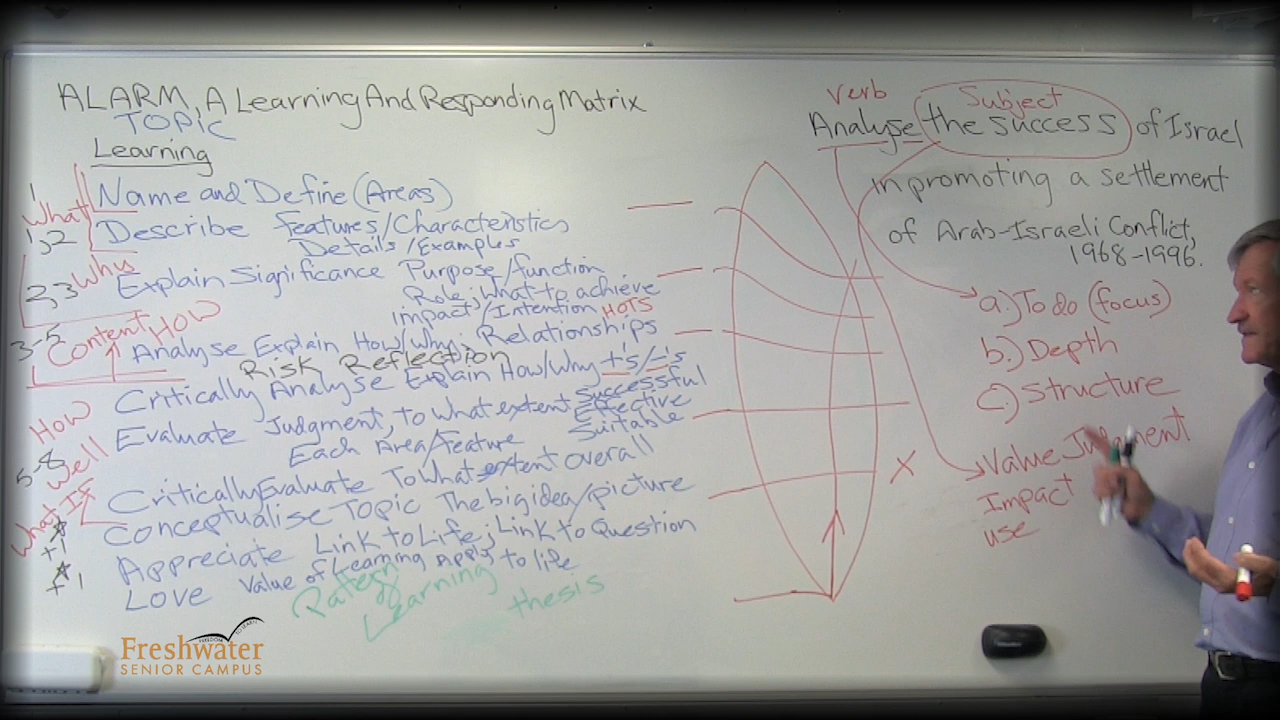 ALARM, A Learning And Responding Matrix
TOPIC
Learning
1
What
Name and Define (Areas)
1,2
Describe Features/Characteristics
Details/Examples
2,3
Why
Explain Significance Purpose/function
Role; what to achieve
impact/Intention HOTS
3-5
Content HOW
Analyse Explain How/Why; Relationships
Risk Reflection
Critically Analyse Explain How/Why +'s/-'s
How
Well
5-8
Evaluate Judgment, to what extent successful
Effective
Suitable
Each Area/Feature
Critically Evaluate To What extent overall
What If
Conceptualise TOPIC The big idea/picture
+1
Appreciate Link to Life; Link to Question
+1
Love Value of Learning Apply to life
Patern
of
Learning
thesis
verb
Subject
Analyse the success of Israel
in promoting a settlement
of Arab-Israeli Conflict,
1968-1996.
a.) To do (focus)
b.) Depth
c.) Structure
X
Value Judgment
Impact
use
Freshwater
SENIOR CAMPUS